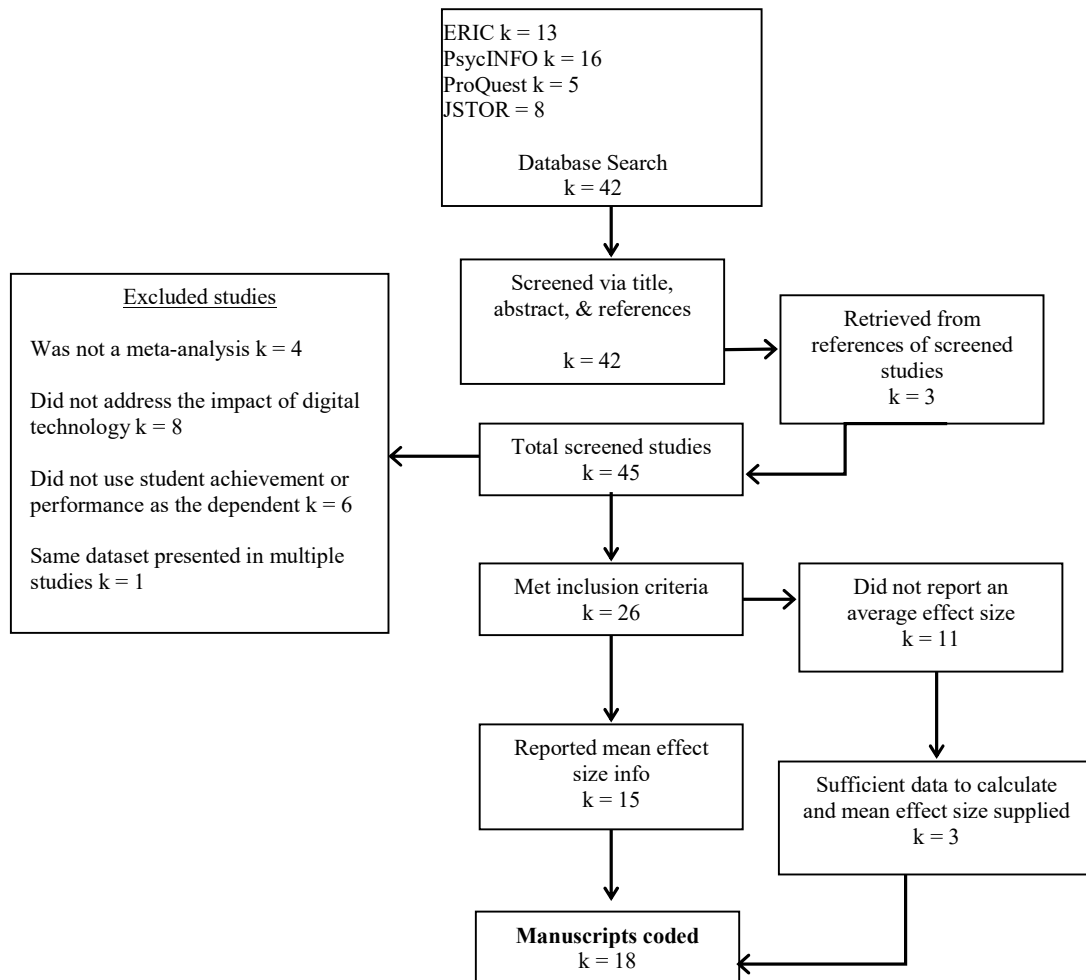 ERIC k = 13
PsycINFO k = 16
ProQuest k = 5
JSTOR = 8
Database Search
k = 42
Screened via title,
abstract, & references
k = 42
Retrieved from
references of screened
studies
k = 3
Excluded studies
Was not a meta-analysis k = 4
Did not address the impact of digital
technology k = 8
Did not use student achievement or
performance as the dependent k = 6
Same dataset presented in multiple
studies k = 1
Total screened studies
k = 45
Met inclusion criteria
k = 26
Did not report an
average effect size
k = 11
Reported mean effect
size info
k = 15
Sufficient data to calculate
and mean effect size supplied
k = 3
Manuscripts coded
k = 18